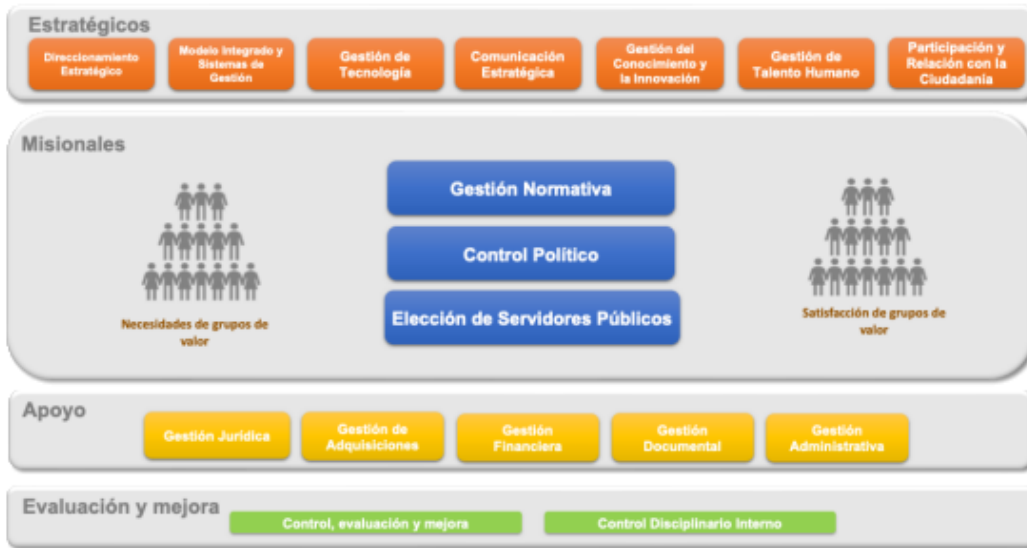 Estratégicos
Direccionamiento
Estratégico
Modelo Integrado y
Sistemas de
Gestión
Gestión de
Tecnología
Comunicación
Estratégica
Gestión del
Conocimiento y
la Innovación
Gestión de
Talento Humano
Participación y
Relación con la
Ciudadanía
Misionales
Gestión Normativa
Control Político
Elección de Servidores Públicos
Necesidades de grupos de
valor
Satisfacción de grupos de
valor
Apoyo
Gestión Jurídica
Gestión de
Adquisiciones
Gestión
Financiera
Gestión
Documental
Gestión
Administrativa
Evaluación y mejora
Control, evaluación y mejora
Control Disciplinario Interno